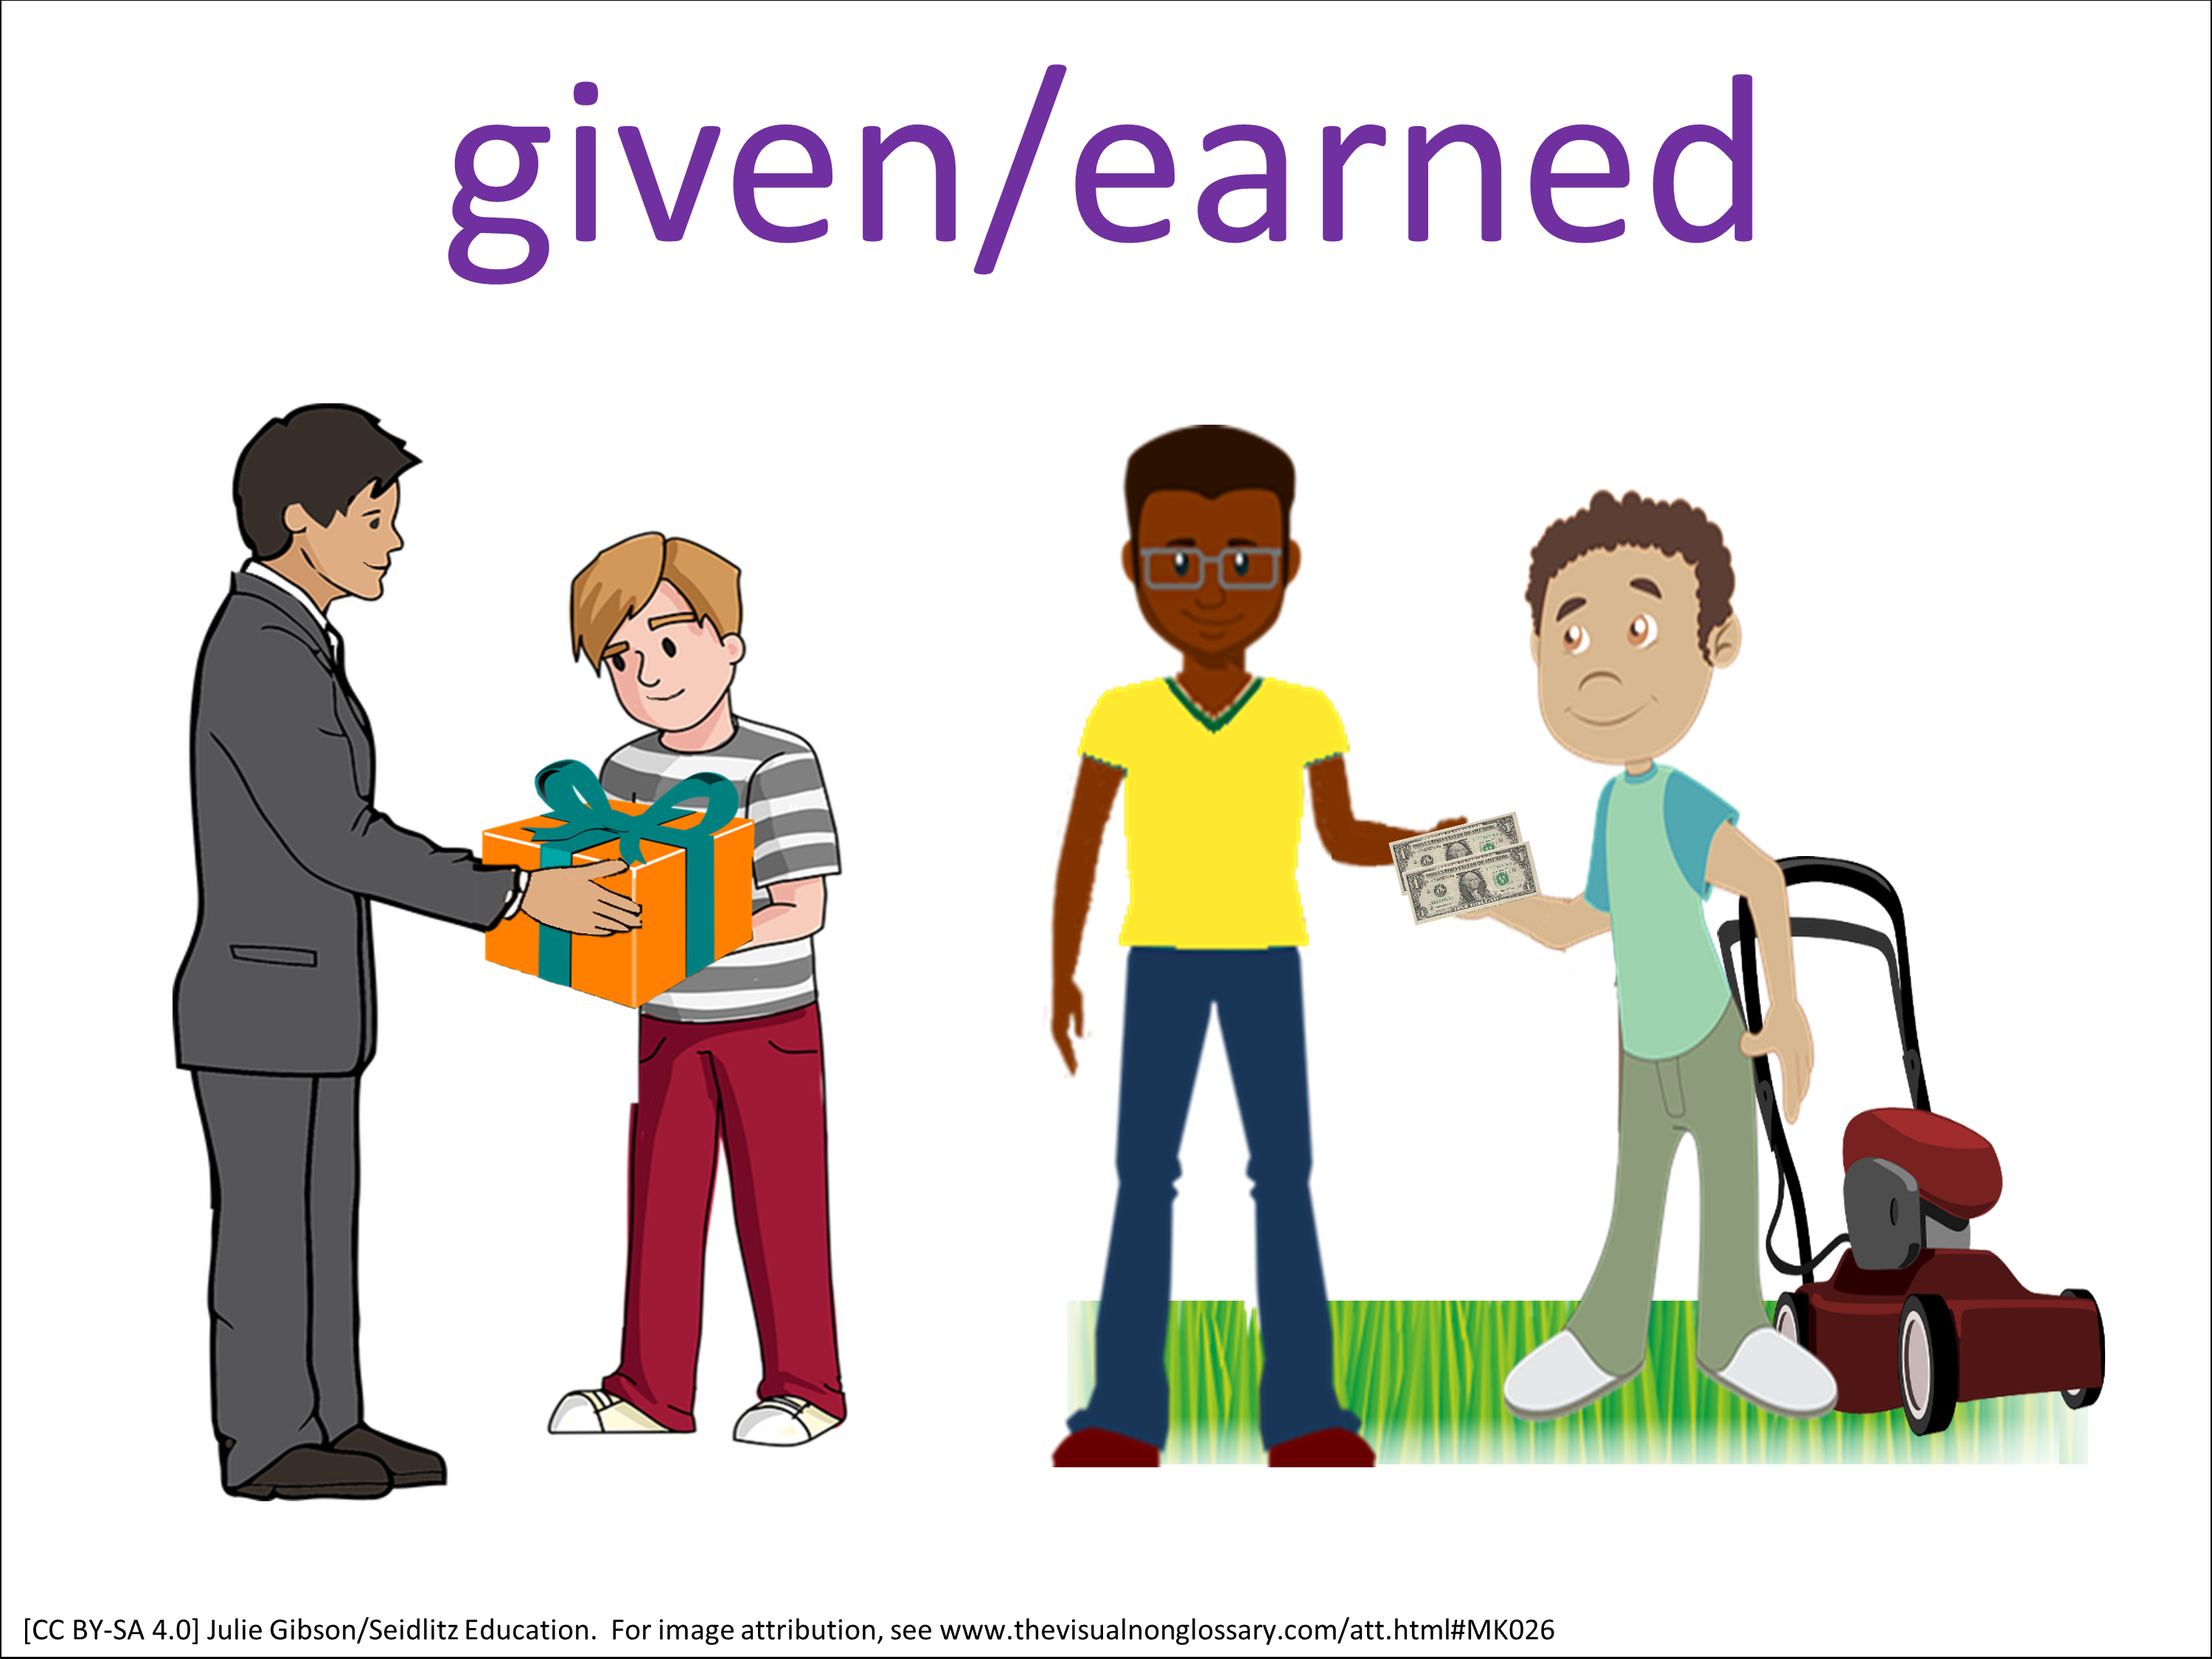 given/earned
[CC BY-SA 4.0] Julie Gibson/Seidlitz Education.  For image attribution, see www.thevisualnonglossary.com/att.html#MK026